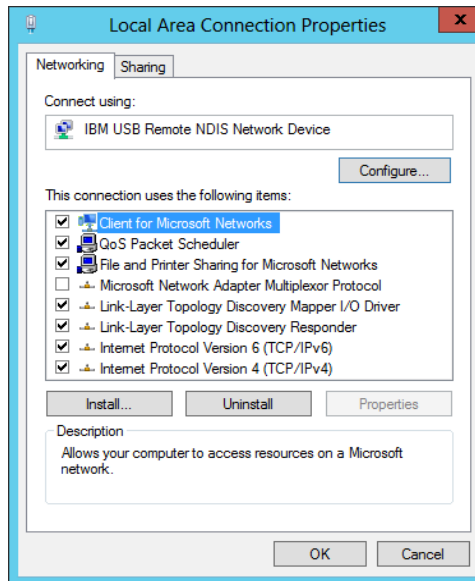 Local Area Connection Properties
x
Networking Sharing
Connect using:
IBM USB Remote NDIS Network Device
Configure...
This connection uses the following items:
Client for Microsoft Networks
QoS Packet Scheduler
File and Printer Sharing for Microsoft Networks
Microsoft Network Adapter Multiplexor Protocol
Link-Layer Topology Discovery Mapper I/O Driver
Link-Layer Topology Discovery Responder
Internet Protocol Version 6 (TCP/IPv6)
Internet Protocol Version 4 (TCP/IPv4)
Install... Uninstall Properties
Description
Allows your computer to access resources on a Microsoft
network.
OK Cancel